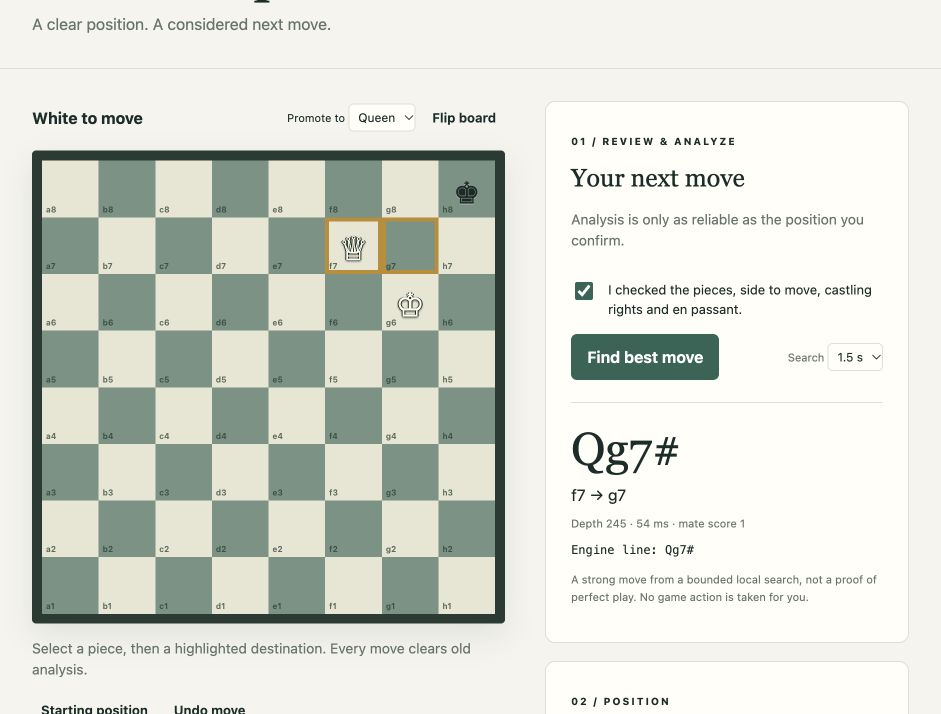 A clear position. A considered next move.
White to move
Promote to Queen Flip board
a8 b8 c8 d8 e8 f8 g8 h8
a7 b7 c7 d7 e7 f7 g7 h7
a6 b6 c6 d6 e6 f6 g6 h6
a5 b5 c5 d5 e5 f5 g5 h5
a4 b4 c4 d4 e4 f4 g4 h4
a3 b3 c3 d3 e3 f3 g3 h3
a2 b2 c2 d2 e2 f2 g2 h2
a1 b1 c1 d1 e1 f1 g1 h1
Select a piece, then a highlighted destination. Every move clears old
analysis.
Starting position Undo move
01 / REVIEW & ANALYZE
Your next move
Analysis is only as reliable as the position you
confirm.
I checked the pieces, side to move, castling
rights and en passant.
Find best move
Search 1.5 s
Qg7#
f7 → g7
Depth 245 · 54 ms · mate score 1
Engine line: Qg7#
A strong move from a bounded local search, not a proof of
perfect play. No game action is taken for you.
02 / POSITION